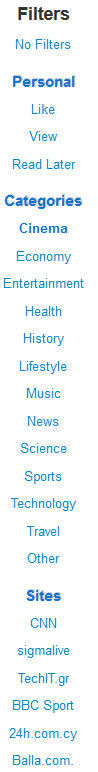 Filters
No Filters
Personal
Like
View
Read Later
Categories
Cinema
Economy
Entertainment
Health
History
Lifestyle
Music
News
Science
Sports
Technology
Travel
Other
Sites
CNN
sigmalive
TechIT.gr
BBC Sport
24h.com.cy
Balla.com.